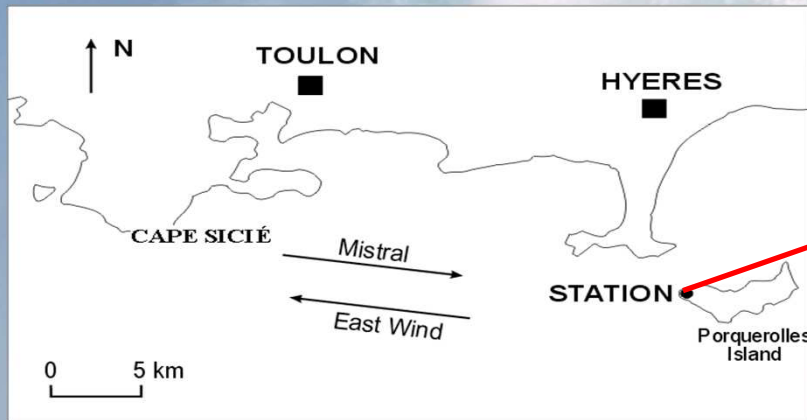 N
TOULON
HYERES
CAPE SICIÉ
Mistral
STATION
East Wind
Porquerolles
Island
0 5 km